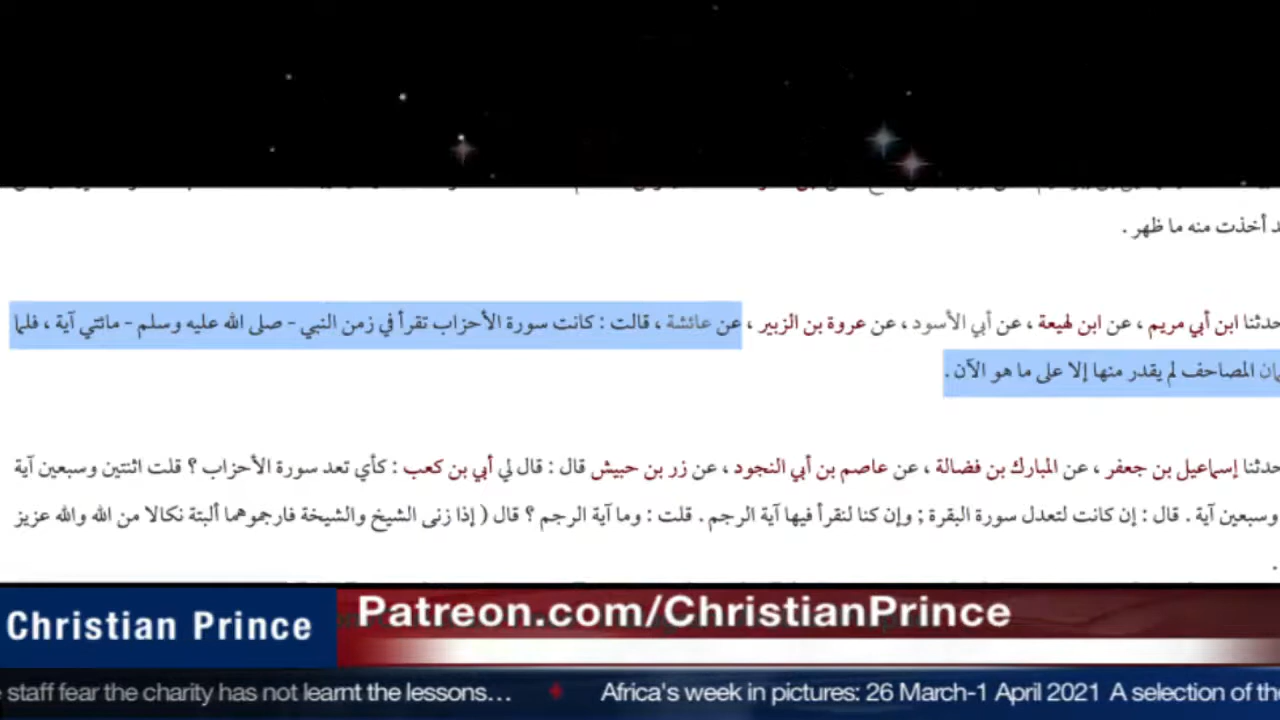 د أخذت منه ما ظهر .
حدثنا ابن أبي مريم ، عن ابن لهيعة ، عن أبي الأسود ، عن عروة بن الزبير ، عن عائشة ، قالت : كانت سورة الأحزاب تقرأ في زمن النبي - صلى الله عليه وسلم - مائتي آية ، فلما
المصاحف لم يقدر منها إلا على ما هو الآن .
حدثنا إسماعيل بن جعفر ، عن المبارك بن فضالة ، عن عاصم بن أبي النجود ، عن زر بن حبيش قال : قال لي أبي بن كعب : كأي تعد سورة الأحزاب ؟ قلت اثنتين وسبعين آية
وسبعين آية . قال : إن كانت لتعدل سورة البقرة ; وإن كنا لنقرأ فيها آية الرجم . قلت : وما آية الرجم ؟ قال ( إذا زنى الشيخ والشيخة فارجموهما ألبتة نكالا من الله والله عزيز
Patreon.com/ChristianPrince
Christian Prince
staff fear the charity has not learnt the lessons... Africa's week in pictures: 26 March-1 April 2021 A selection of the